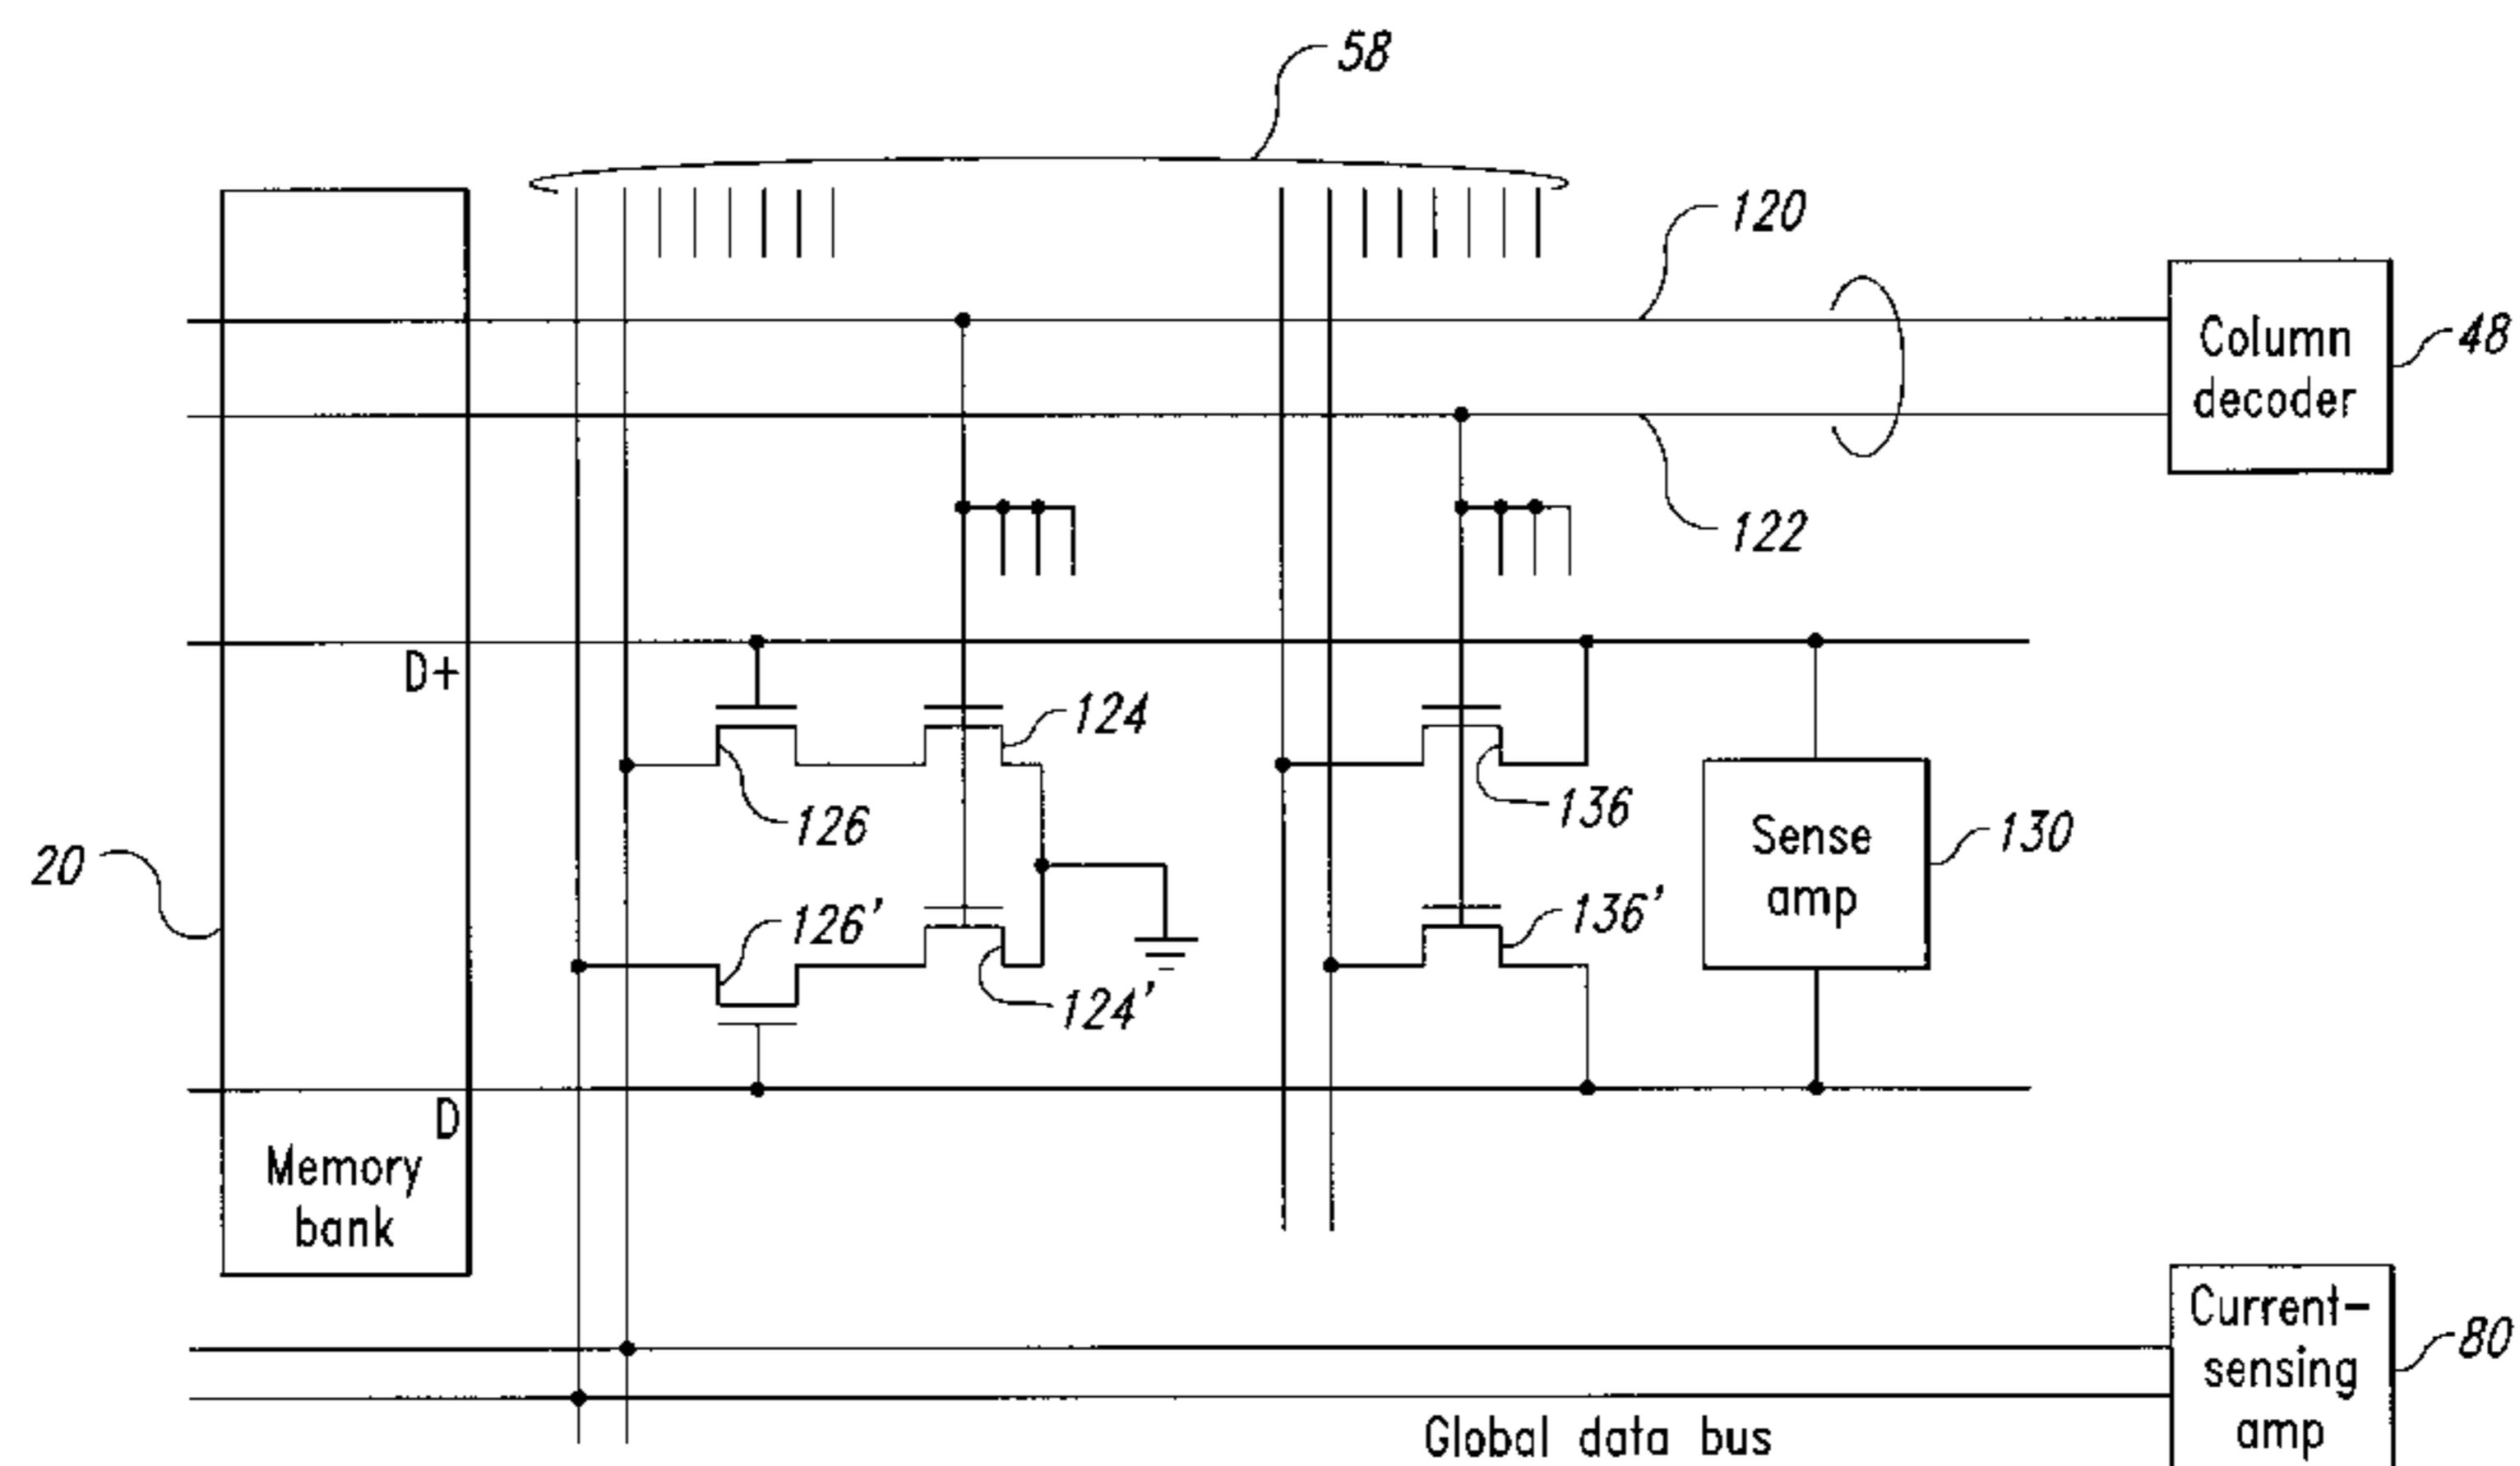 58
120
Column
decoder
48
122
D+
124
126
136
Sense
amp
130
20
126'
136'
124'
D
Memory
bank
Current-
sensing
amp
80
Global data bus